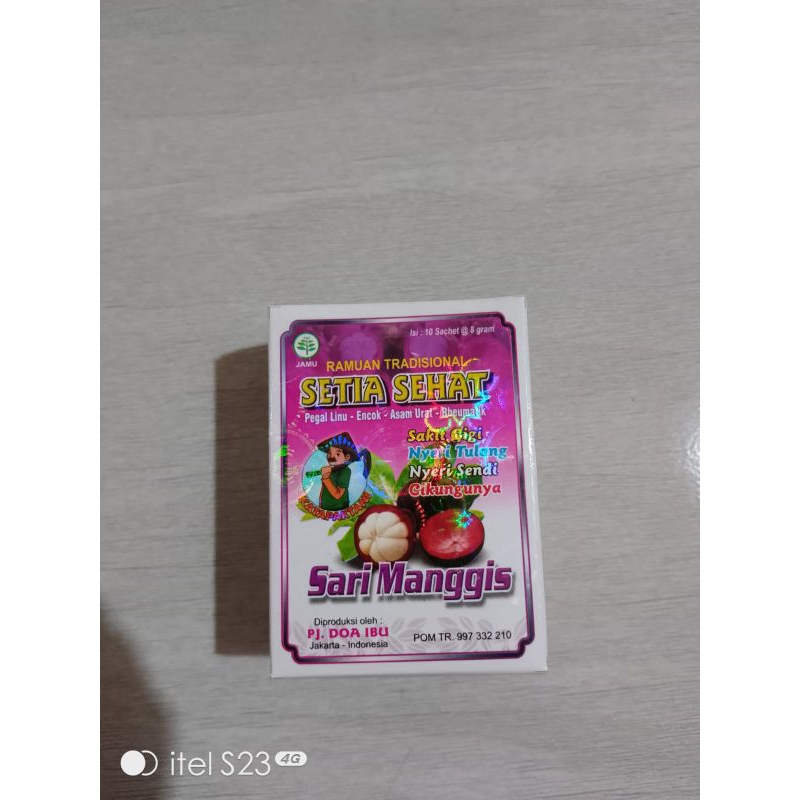 Isi : 10 Sachet @ 8 gram
JAMU
RAMUAN TRADISIONAL
SETIA SEHAT
Pegal Linu - Encok - Asam Urat - Rheumatik
Sakit Gigi
Nyeri Tulang
Nyeri Sendi
Cikungunya
Sari Manggis
Diproduksi oleh :
PJ. DOA IBU
Jakarta - Indonesia
POM TR. 997 332 210
itel S23 4G